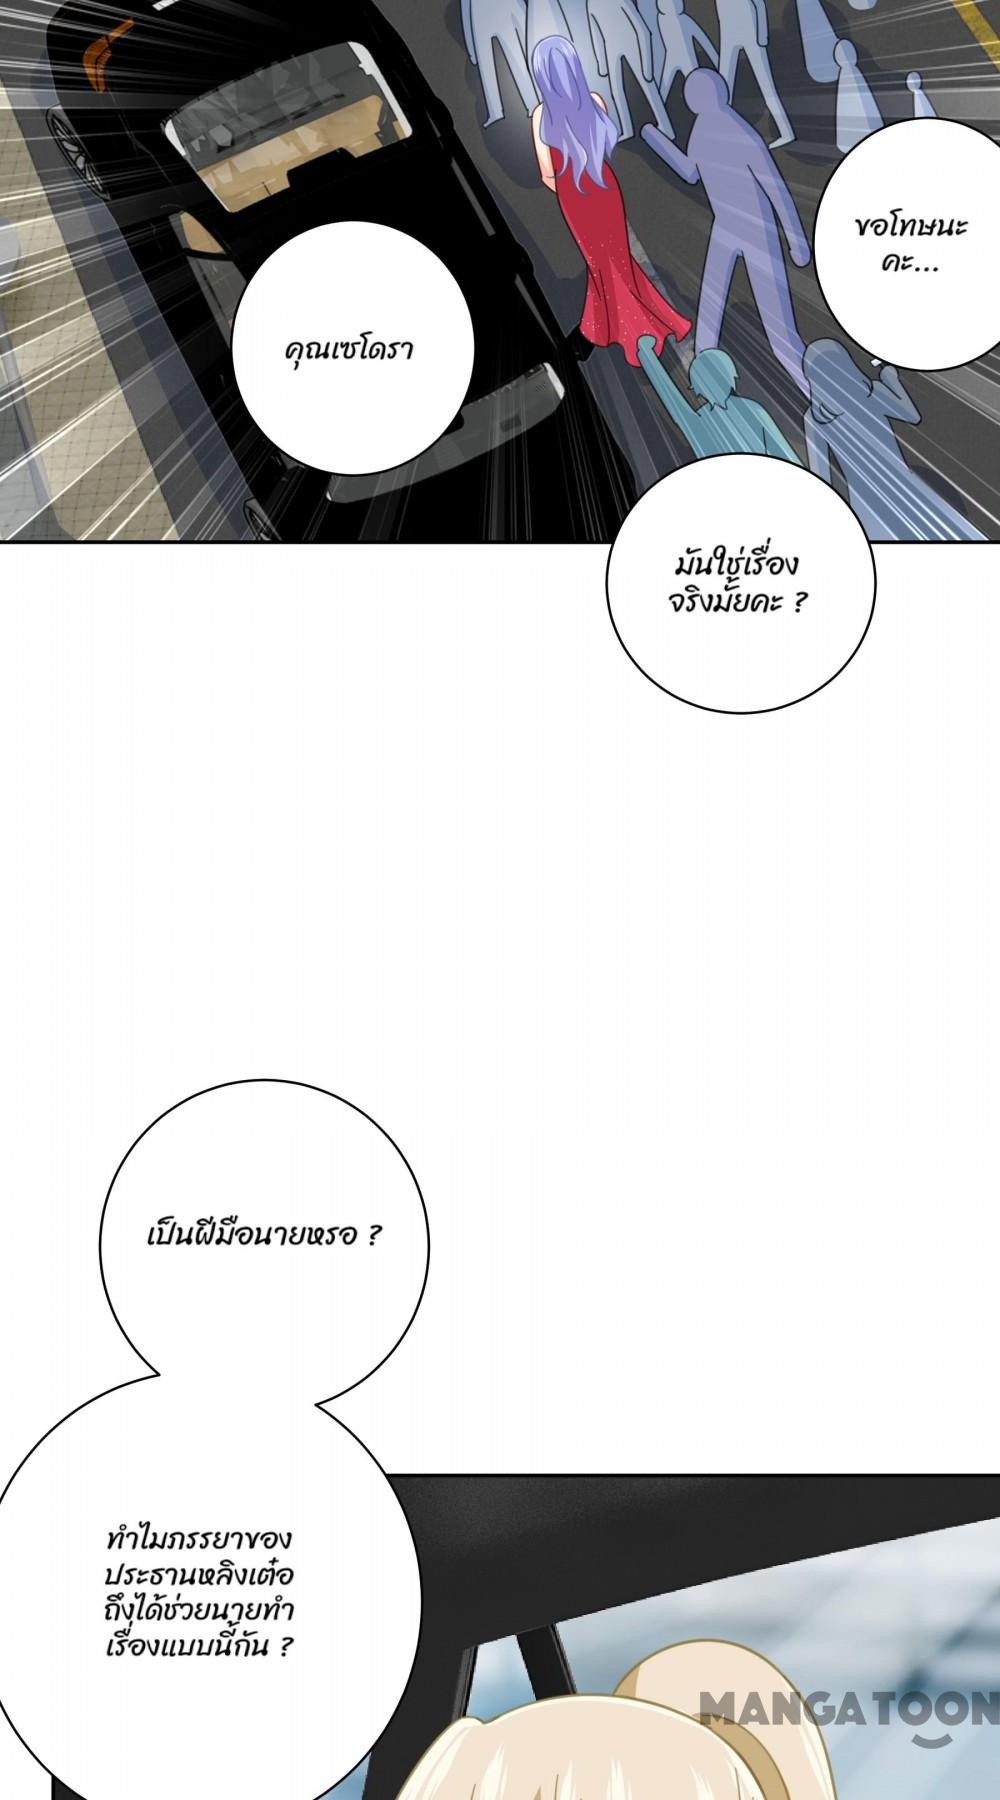 ขอโทษนะ
คะ...
คุณเซโดรา
มันใช่เรื่อง
จริงมั้ยคะ ?
เป็นฝีมือนายหรอ ?
ทำไมภรรยาของ
ประธานหลิงเต๋อ
ถึงได้ช่วยนายทำ
เรื่องแบบนี้กัน ?
MANGATOON